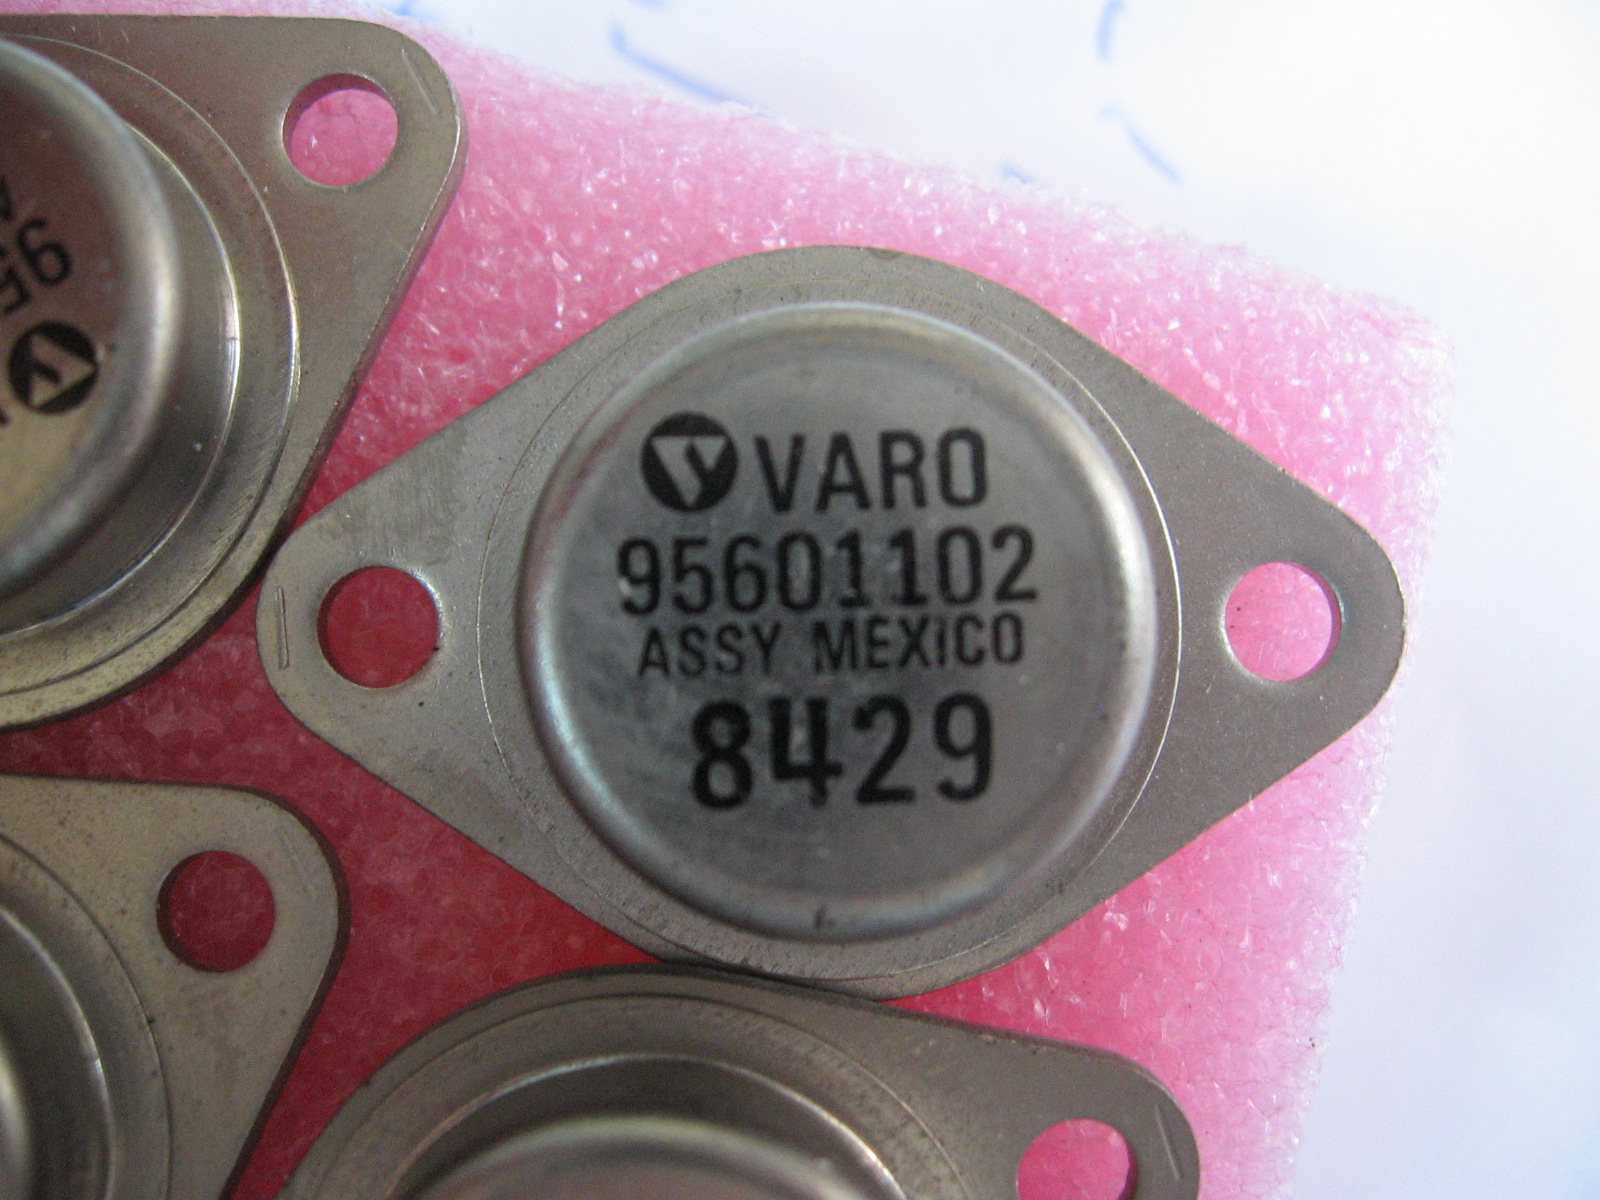 VARO
95601102
ASSY MEXICO
8429